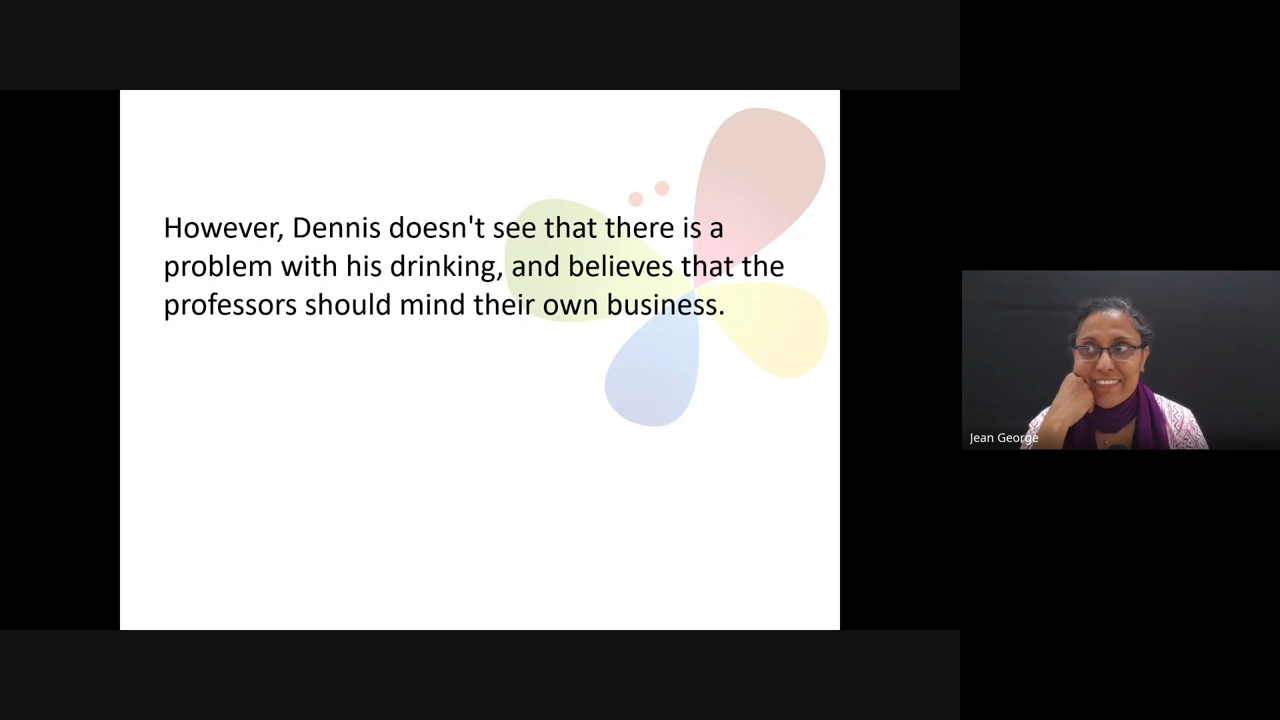 However, Dennis doesn't see that there is a
problem with his drinking, and believes that the
professors should mind their own business.
Jean George